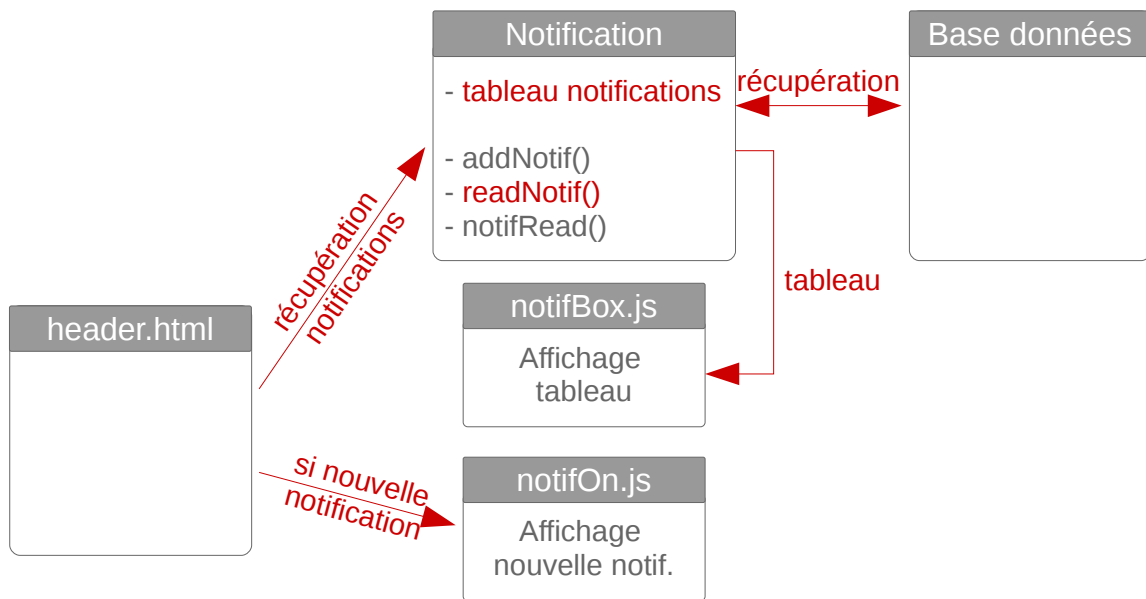 Notification
- tableau notifications
- addNotif()
- readNotif()
- notifRead()
récupération
Base données
tableau
récupération
notifications
header.html
notifBox.js
Affichage
tableau
si nouvelle
notification
notifOn.js
Affichage
nouvelle notif.